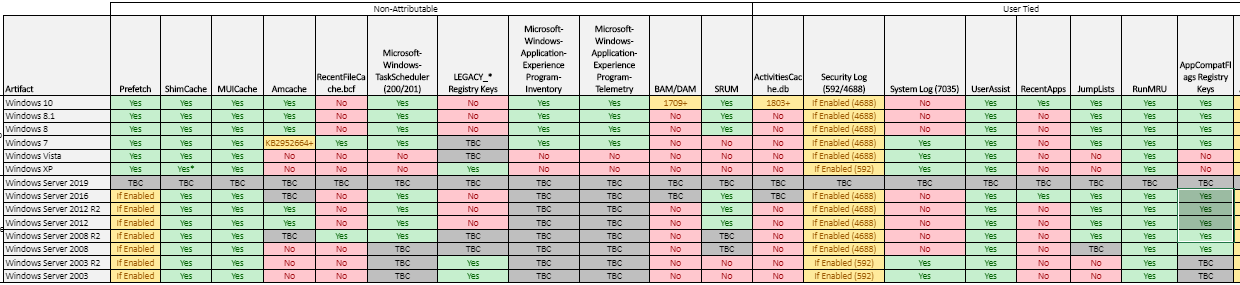 Non-Attributable User Tied
Artifact Prefetch ShimCache MUICache Amcache RecentFileCache.bcf Microsoft-Windows-TaskScheduler (200/201) LEGACY_* Registry Keys Microsoft-Windows-Application-Experience Program-Inventory Microsoft-Windows-Application-Experience Program-Telemetry BAM/DAM SRUM ActivitiesCache.db Security Log (592/4688) System Log (7035) UserAssist RecentApps JumpLists RunMRU AppCompatFlags Registry Keys
Windows 10 Yes Yes Yes Yes No Yes No Yes Yes 1709+ Yes 1803+ If Enabled (4688) No Yes Yes Yes Yes Yes
Windows 8.1 Yes Yes Yes Yes No Yes No Yes Yes No Yes No If Enabled (4688) No Yes No Yes Yes Yes
Windows 8 Yes Yes Yes Yes No Yes No Yes Yes No Yes No If Enabled (4688) No Yes No Yes Yes Yes
Windows 7 Yes Yes Yes KB2952664+ Yes Yes TBC Yes Yes No No No If Enabled (4688) Yes Yes No Yes Yes Yes
Windows Vista Yes Yes Yes No No No TBC No No No No No If Enabled (4688) Yes Yes No No Yes No
Windows XP Yes Yes* Yes No No No Yes No No No No No If Enabled (592) Yes Yes No No Yes No
Windows Server 2019 TBC TBC TBC TBC TBC TBC TBC TBC TBC TBC TBC TBC TBC TBC TBC TBC TBC TBC TBC
Windows Server 2016 If Enabled Yes Yes TBC No Yes No TBC TBC TBC Yes TBC If Enabled (4688) No Yes Yes Yes Yes Yes
Windows Server 2012 R2 If Enabled Yes Yes Yes No Yes No TBC TBC No Yes No If Enabled (4688) No Yes No Yes Yes Yes
Windows Server 2012 If Enabled Yes Yes Yes No Yes No TBC TBC No Yes No If Enabled (4688) No Yes No Yes Yes Yes
Windows Server 2008 R2 If Enabled Yes Yes TBC Yes Yes TBC TBC TBC No TBC No If Enabled (4688) No Yes No Yes Yes Yes
Windows Server 2008 If Enabled Yes Yes No No TBC TBC TBC TBC No TBC No If Enabled (4688) No Yes No TBC Yes Yes
Windows Server 2003 R2 If Enabled Yes Yes No No TBC Yes TBC TBC No No No If Enabled (592) Yes Yes No No Yes TBC
Windows Server 2003 If Enabled Yes Yes No No TBC Yes TBC TBC No No No If Enabled (592) Yes Yes No No Yes TBC